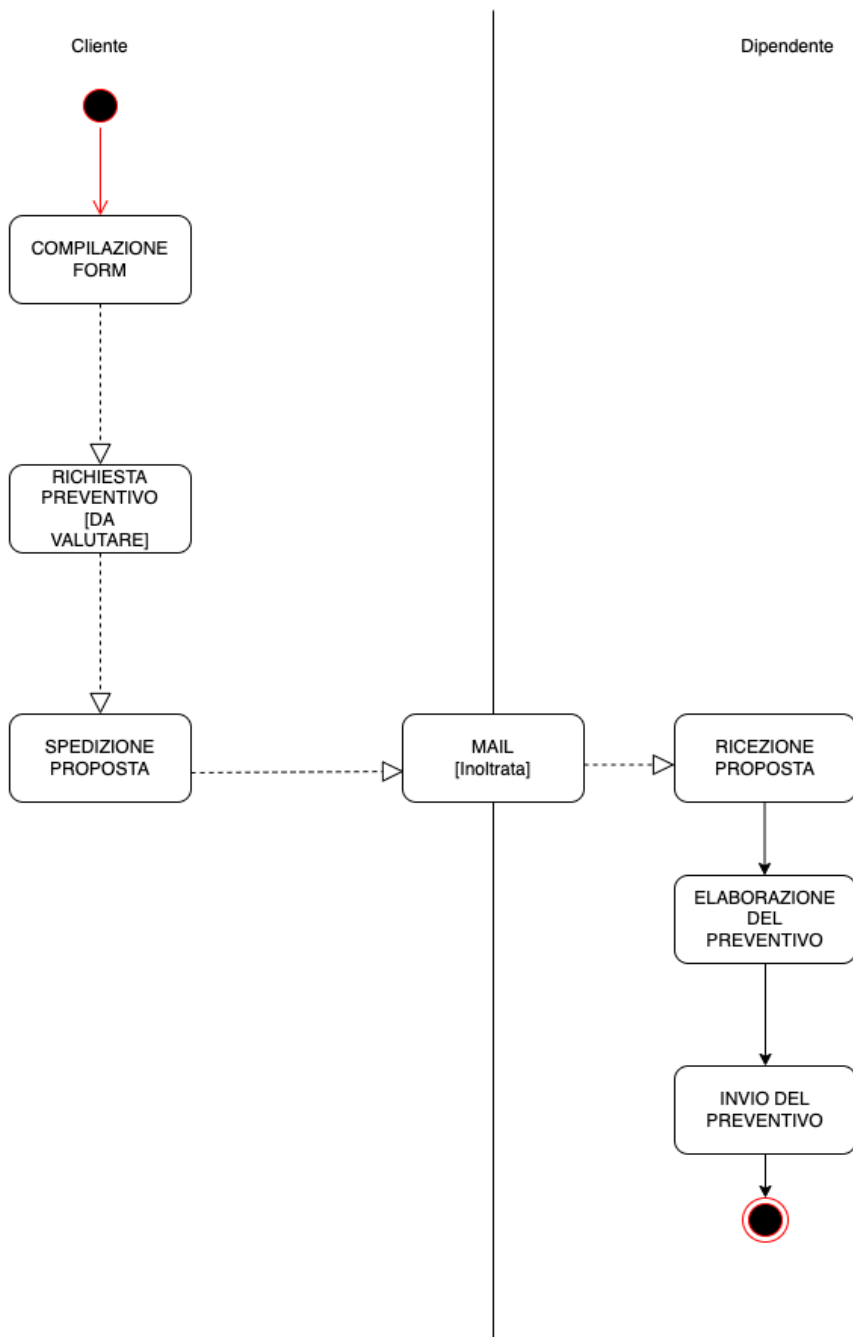 Cliente
Dipendente
COMPILAZIONE
FORM
RICHIESTA
PREVENTIVO
[DA
VALUTARE]
SPEDIZIONE
PROPOSTA
MAIL
[Inoltrata]
RICEZIONE
PROPOSTA
ELABORAZIONE
DEL
PREVENTIVO
INVIO DEL
PREVENTIVO